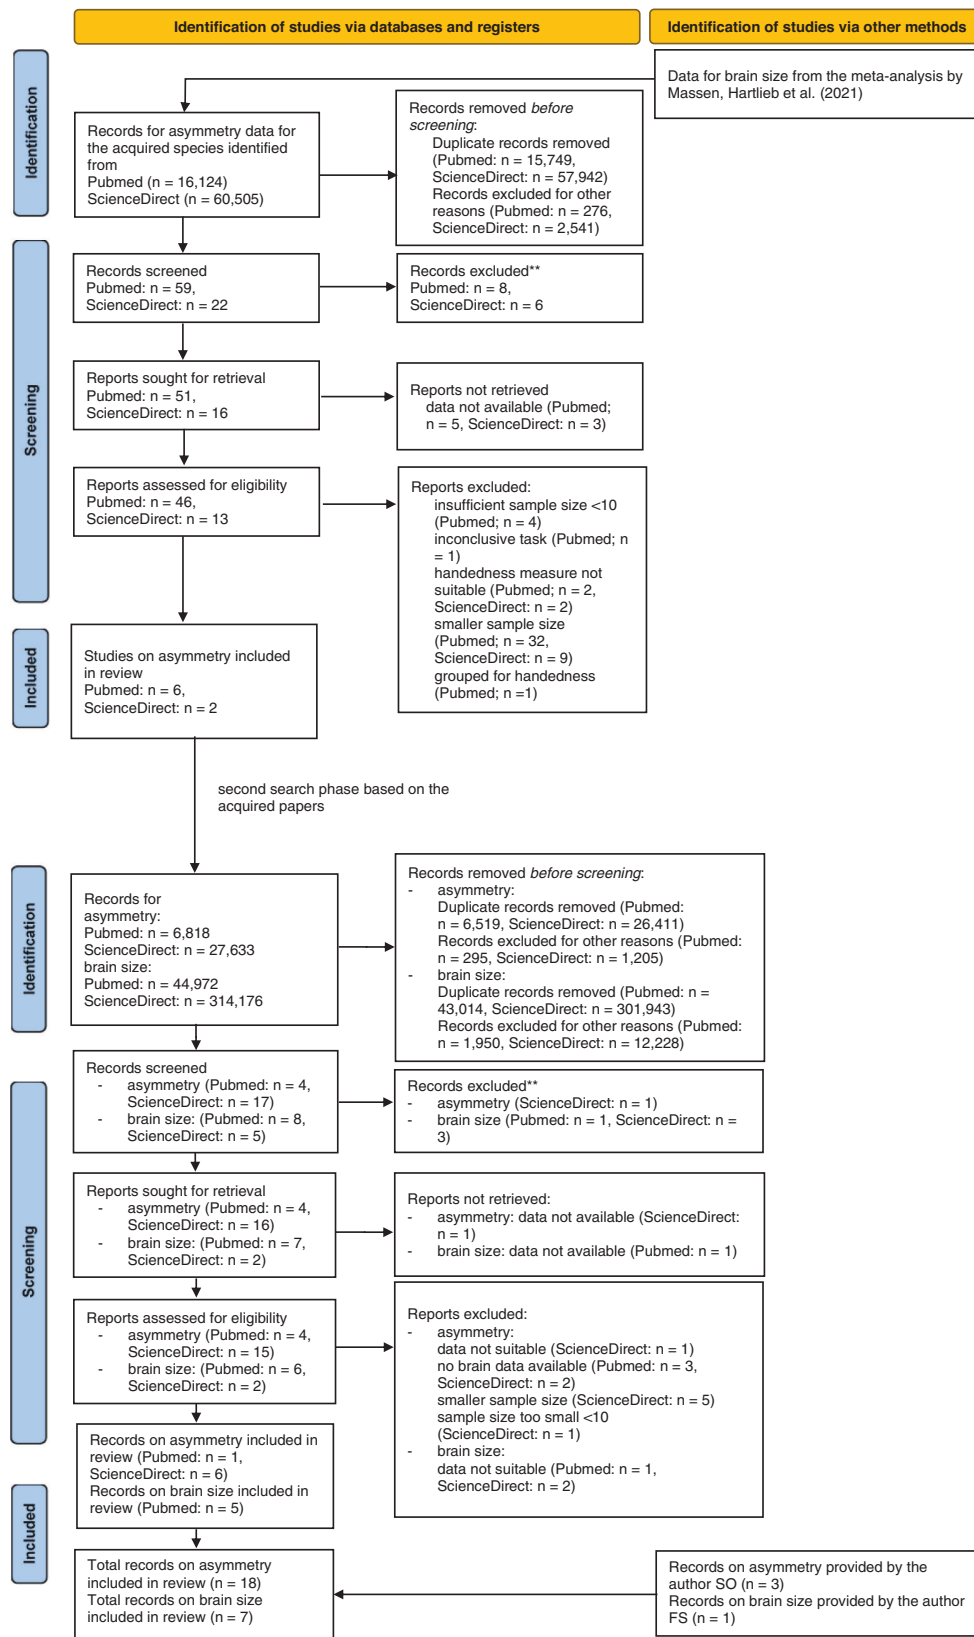 Identification of studies via databases and registers
Identification of studies via other methods
Identification
Data for brain size from the meta-analysis by
Massen, Hartlieb et al. (2021)
Records for asymmetry data for
the acquired species identified
from
Pubmed (n = 16,124)
ScienceDirect (n = 60,505)
Records removed before
screening:
Duplicate records removed
(Pubmed: n = 15,749,
ScienceDirect: n = 57,942)
Records excluded for other
reasons (Pubmed: n = 276,
ScienceDirect: n = 2,541)
Screening
Records screened
Pubmed: n = 59,
ScienceDirect: n = 22
Records excluded**
Pubmed: n = 8,
ScienceDirect: n = 6
Reports sought for retrieval
Pubmed: n = 51,
ScienceDirect: n = 16
Reports not retrieved
data not available (Pubmed;
n = 5, ScienceDirect: n = 3)
Reports assessed for eligibility
Pubmed: n = 46,
ScienceDirect: n = 13
Reports excluded:
insufficient sample size <10
(Pubmed; n = 4)
inconclusive task (Pubmed; n
= 1)
handedness measure not
suitable (Pubmed; n = 2,
ScienceDirect: n = 2)
smaller sample size
(Pubmed; n = 32,
ScienceDirect: n = 9)
grouped for handedness
(Pubmed; n =1)
Included
Studies on asymmetry included
in review
Pubmed: n = 6,
ScienceDirect: n = 2
second search phase based on the
acquired papers
Identification
Records for
asymmetry:
Pubmed: n = 6,818
ScienceDirect: n = 27,633
brain size:
Pubmed: n = 44,972
ScienceDirect: n = 314,176
Records removed before screening:
- asymmetry:
Duplicate records removed (Pubmed:
n = 6,519, ScienceDirect: n = 26,411)
Records excluded for other reasons (Pubmed:
n = 295, ScienceDirect: n = 1,205)
- brain size:
Duplicate records removed (Pubmed: n =
43,014, ScienceDirect: n = 301,943)
Records excluded for other reasons (Pubmed:
n = 1,950, ScienceDirect: n = 12,228)
Screening
Records screened
- asymmetry (Pubmed: n = 4,
ScienceDirect: n = 17)
- brain size: (Pubmed: n = 8,
ScienceDirect: n = 5)
Records excluded**
- asymmetry (ScienceDirect: n = 1)
- brain size (Pubmed: n = 1, ScienceDirect: n =
3)
Reports sought for retrieval
- asymmetry (Pubmed: n = 4,
ScienceDirect: n = 16)
- brain size: (Pubmed: n = 7,
ScienceDirect: n = 2)
Reports not retrieved:
- asymmetry: data not available (ScienceDirect:
n = 1)
- brain size: data not available (Pubmed: n = 1)
Reports assessed for eligibility
- asymmetry (Pubmed: n = 4,
ScienceDirect: n = 15)
- brain size: (Pubmed: n = 6,
ScienceDirect: n = 2)
Reports excluded:
- asymmetry:
data not suitable (ScienceDirect: n = 1)
no brain data available (Pubmed: n = 3,
ScienceDirect: n = 2)
smaller sample size (ScienceDirect: n = 5)
sample size too small <10
(ScienceDirect: n = 1)
- brain size:
data not suitable (Pubmed: n = 1,
ScienceDirect: n = 2)
Included
Records on asymmetry included in
review (Pubmed: n = 1,
ScienceDirect: n = 6)
Records on brain size included in
review (Pubmed: n = 5)
Total records on asymmetry
included in review (n = 18)
Total records on brain size
included in review (n = 7)
Records on asymmetry provided by the
author SO (n = 3)
Records on brain size provided by the author
FS (n = 1)